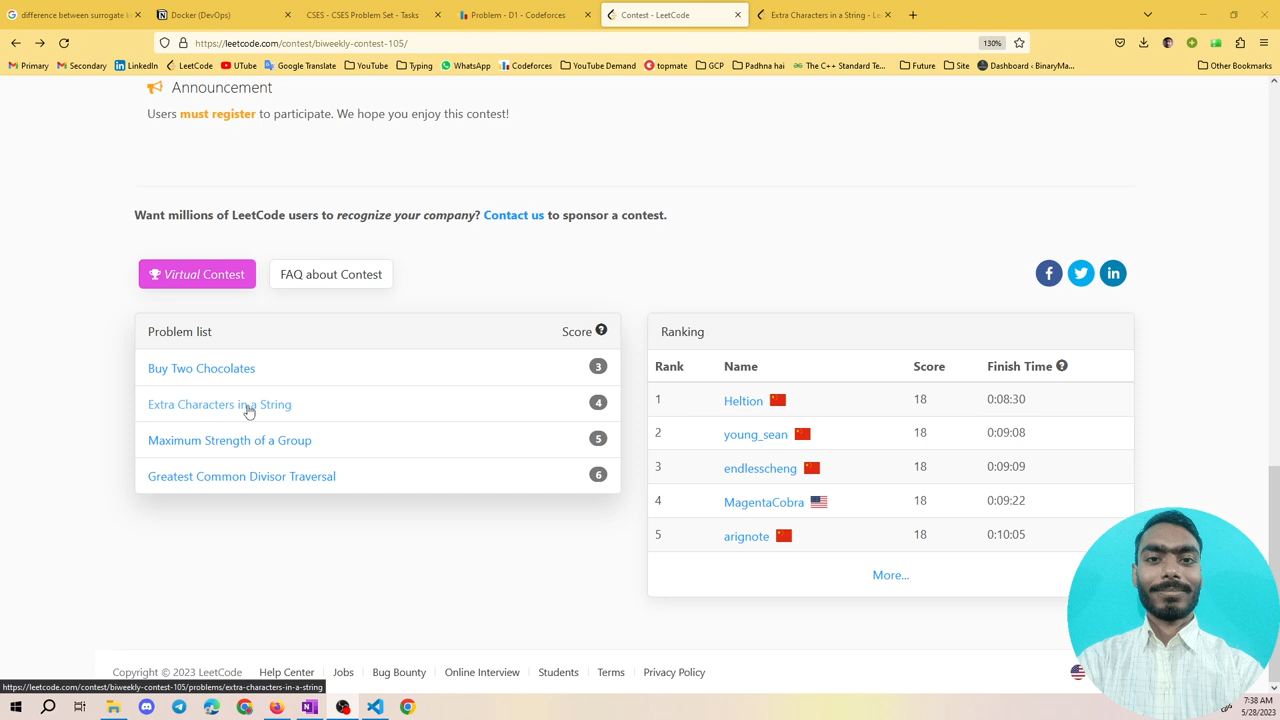 difference between surrogate k
Docker (DevOps)
CSES - CSES Problem Set - Tasks
Problem - D1 - Codeforces
Contest - LeetCode
Extra Characters in a String - Le
https://leetcode.com/contest/biweekly-contest-105/
130%
Primary
Secondary
LinkedIn
LeetCode
UTube
Google Translate
YouTube
Typing
WhatsApp
Codeforces
YouTube Demand
topmate
GCP
Padhna hai
The C++ Standard Te...
Future
Site
Dashboard ‹ BinaryMa...
Other Bookmarks
Announcement
Users must register to participate. We hope you enjoy this contest!
Want millions of LeetCode users to recognize your company? Contact us to sponsor a contest.
Virtual Contest
FAQ about Contest
Problem list Score
Buy Two Chocolates 3
Extra Characters in a String 4
Maximum Strength of a Group 5
Greatest Common Divisor Traversal 6
Ranking
Rank Name Score Finish Time
1 Heltion 18 0:08:30
2 young_sean 18 0:09:08
3 endlesscheng 18 0:09:09
4 MagentaCobra 18 0:09:22
5 arignote 18 0:10:05
More...
Copyright © 2023 LeetCode
Help Center
Jobs
Bug Bounty
Online Interview
Students
Terms
Privacy Policy
https://leetcode.com/contest/biweekly-contest-105/problems/extra-characters-in-a-string
7:38 AM
5/28/2023